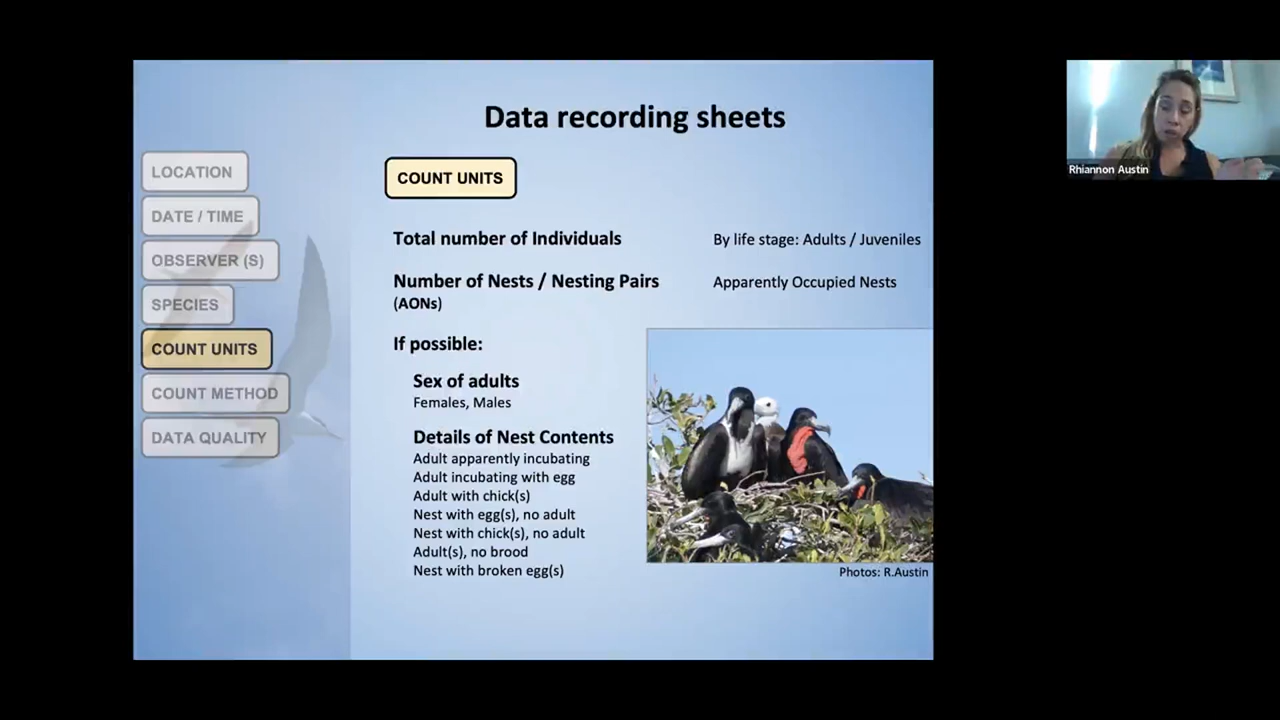 Data recording sheets
LOCATION
DATE / TIME
OBSERVER (S)
SPECIES
COUNT UNITS
COUNT METHOD
DATA QUALITY
COUNT UNITS
Total number of Individuals
By life stage: Adults / Juveniles
Number of Nests / Nesting Pairs
(AONs)
Apparently Occupied Nests
If possible:
Sex of adults
Females, Males
Details of Nest Contents
Adult apparently incubating
Adult incubating with egg
Adult with chick(s)
Nest with egg(s), no adult
Nest with chick(s), no adult
Adult(s), no brood
Nest with broken egg(s)
Photos: R.Austin
Rhiannon Austin